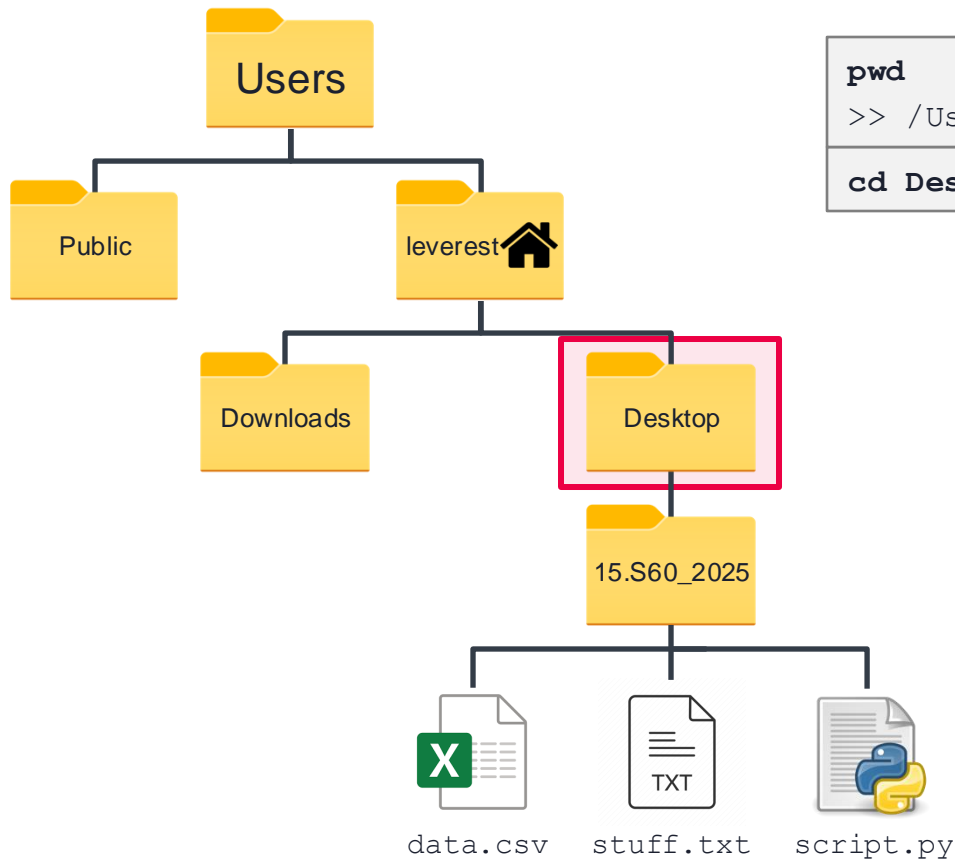 Users
pwd
>> /Us
cd Des
Public
leverest
Downloads
Desktop
15.S60_2025
X
TXT
data.csv
stuff.txt
script.py